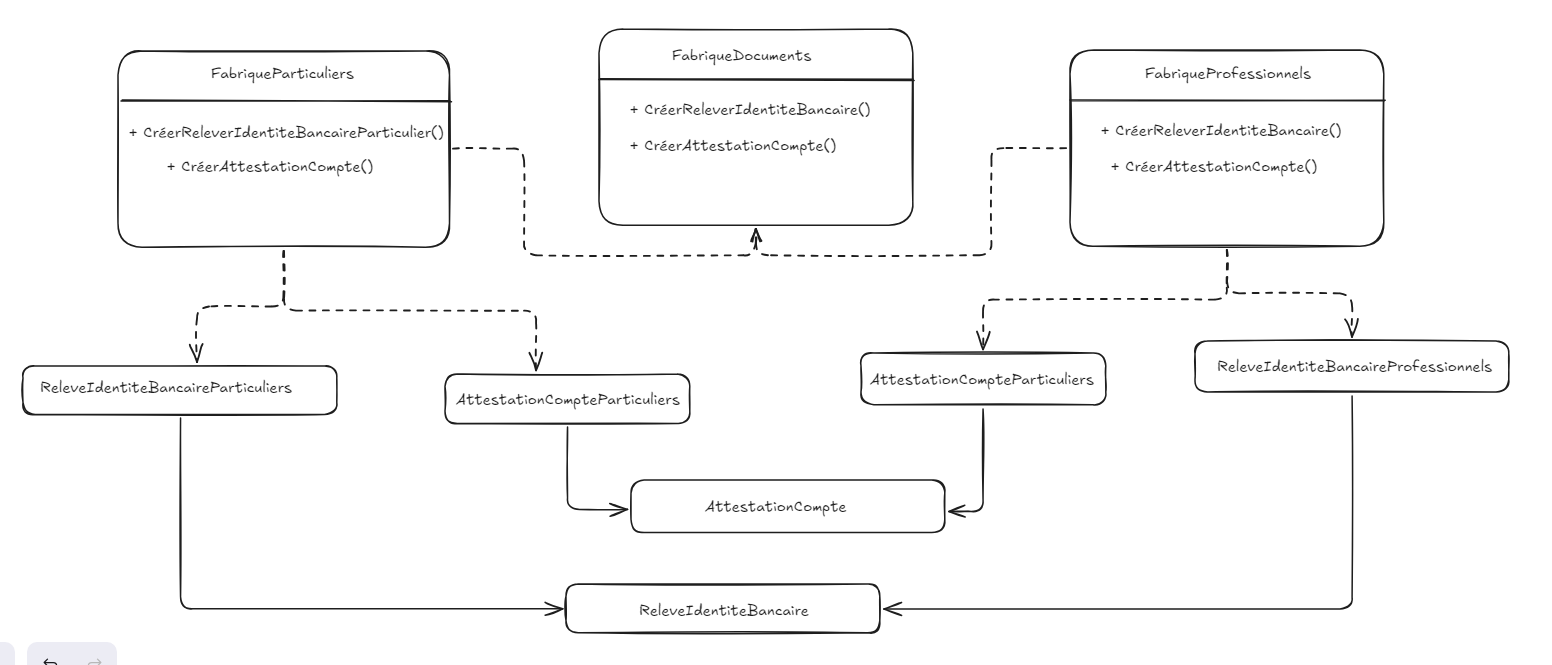 FabriqueDocuments
+ CréerReleverIdentiteBancaire()
+ CréerAttestationCompte()
FabriqueParticuliers
+ CréerReleverIdentiteBancaireParticulier()
+ CréerAttestationCompte()
FabriqueProfessionnels
+ CréerReleverIdentiteBancaire()
+ CréerAttestationCompte()
ReleveIdentiteBancaireParticuliers
AttestationCompteParticuliers
AttestationCompteParticuliers
ReleveIdentiteBancaireProfessionnels
AttestationCompte
ReleveIdentiteBancaire